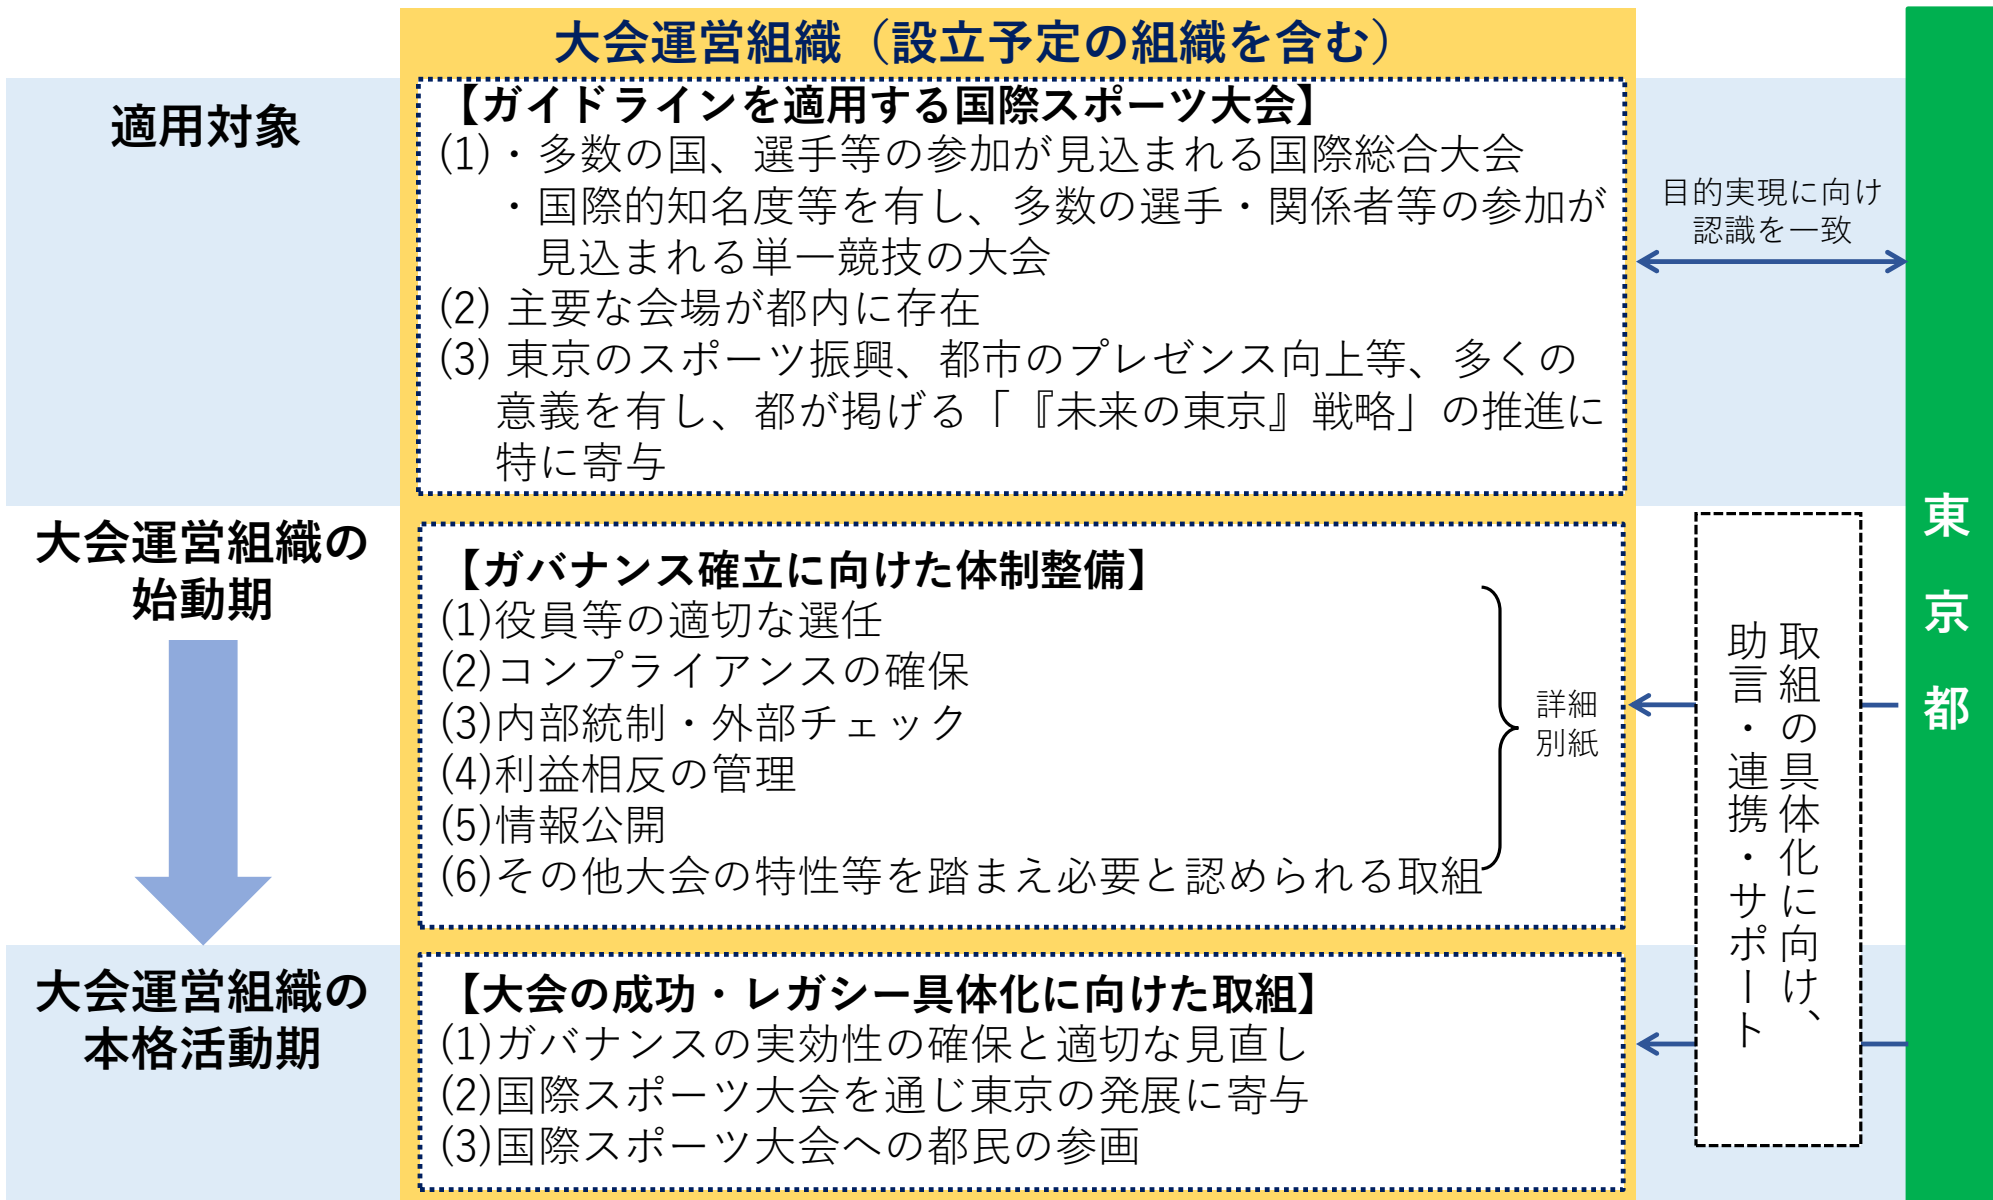 大会運営組織（設立予定の組織を含む）
適用対象
【ガイドラインを適用する国際スポーツ大会】
(1)・多数の国、選手等の参加が見込まれる国際総合大会
・国際的知名度等を有し、多数の選手・関係者等の参加が
見込まれる単一競技の大会
(2) 主要な会場が都内に存在
(3) 東京のスポーツ振興、都市のプレゼンス向上等、多くの
意義を有し、都が掲げる「『未来の東京』戦略」の推進に
特に寄与
目的実現に向け
認識を一致
大会運営組織の
始動期
【ガバナンス確立に向けた体制整備】
(1)役員等の適切な選任
(2)コンプライアンスの確保
(3)内部統制・外部チェック
(4)利益相反の管理
(5)情報公開
(6)その他大会の特性等を踏まえ必要と認められる取組
詳細
別紙
大会運営組織の
本格活動期
【大会の成功・レガシー具体化に向けた取組】
(1)ガバナンスの実効性の確保と適切な見直し
(2)国際スポーツ大会を通じ東京の発展に寄与
(3)国際スポーツ大会への都民の参画
取組の具体化に向け、
助言・連携・サポート
東京都